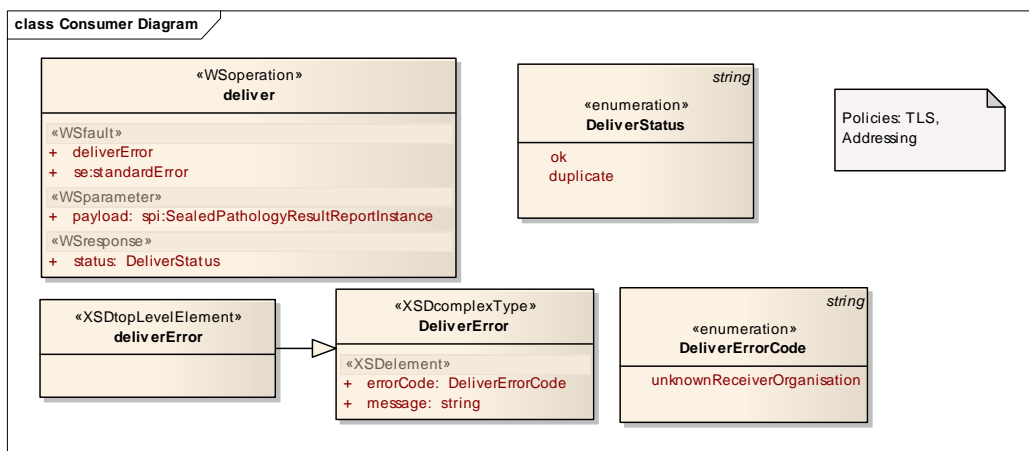 class Consumer Diagram
«WSoperation»
deliver
«WSfault»
+ deliverError
+ se:standardError
«WSparameter»
+ payload: spi:SealedPathologyResultReportInstance
«WSresponse»
+ status: DeliverStatus
string
«enumeration»
DeliverStatus
ok
duplicate
Policies: TLS,
Addressing
«XSDtopLevelElement»
deliverError
«XSDcomplexType»
DeliverError
«XSDelement»
+ errorCode: DeliverErrorCode
+ message: string
string
«enumeration»
DeliverErrorCode
unknownReceiverOrganisation